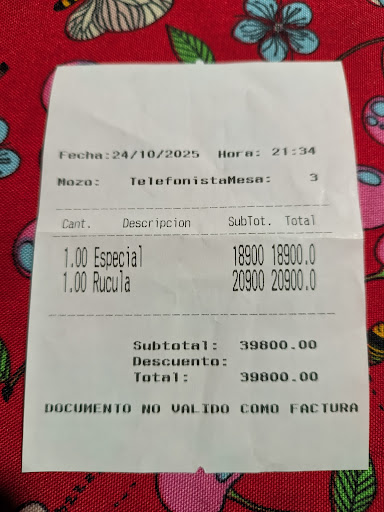 Fecha:24/10/2025 Hora: 21:34
Mozo: TelefonistaMesa: 3
Cant. Descripcion SubTot. Total
1.00 Especial 18900 18900.0
1.00 Rucula 20900 20900.0
Subtotal: 39800.00
Descuento:
Total: 39800.00
DOCUMENTO NO VALIDO COMO FACTURA